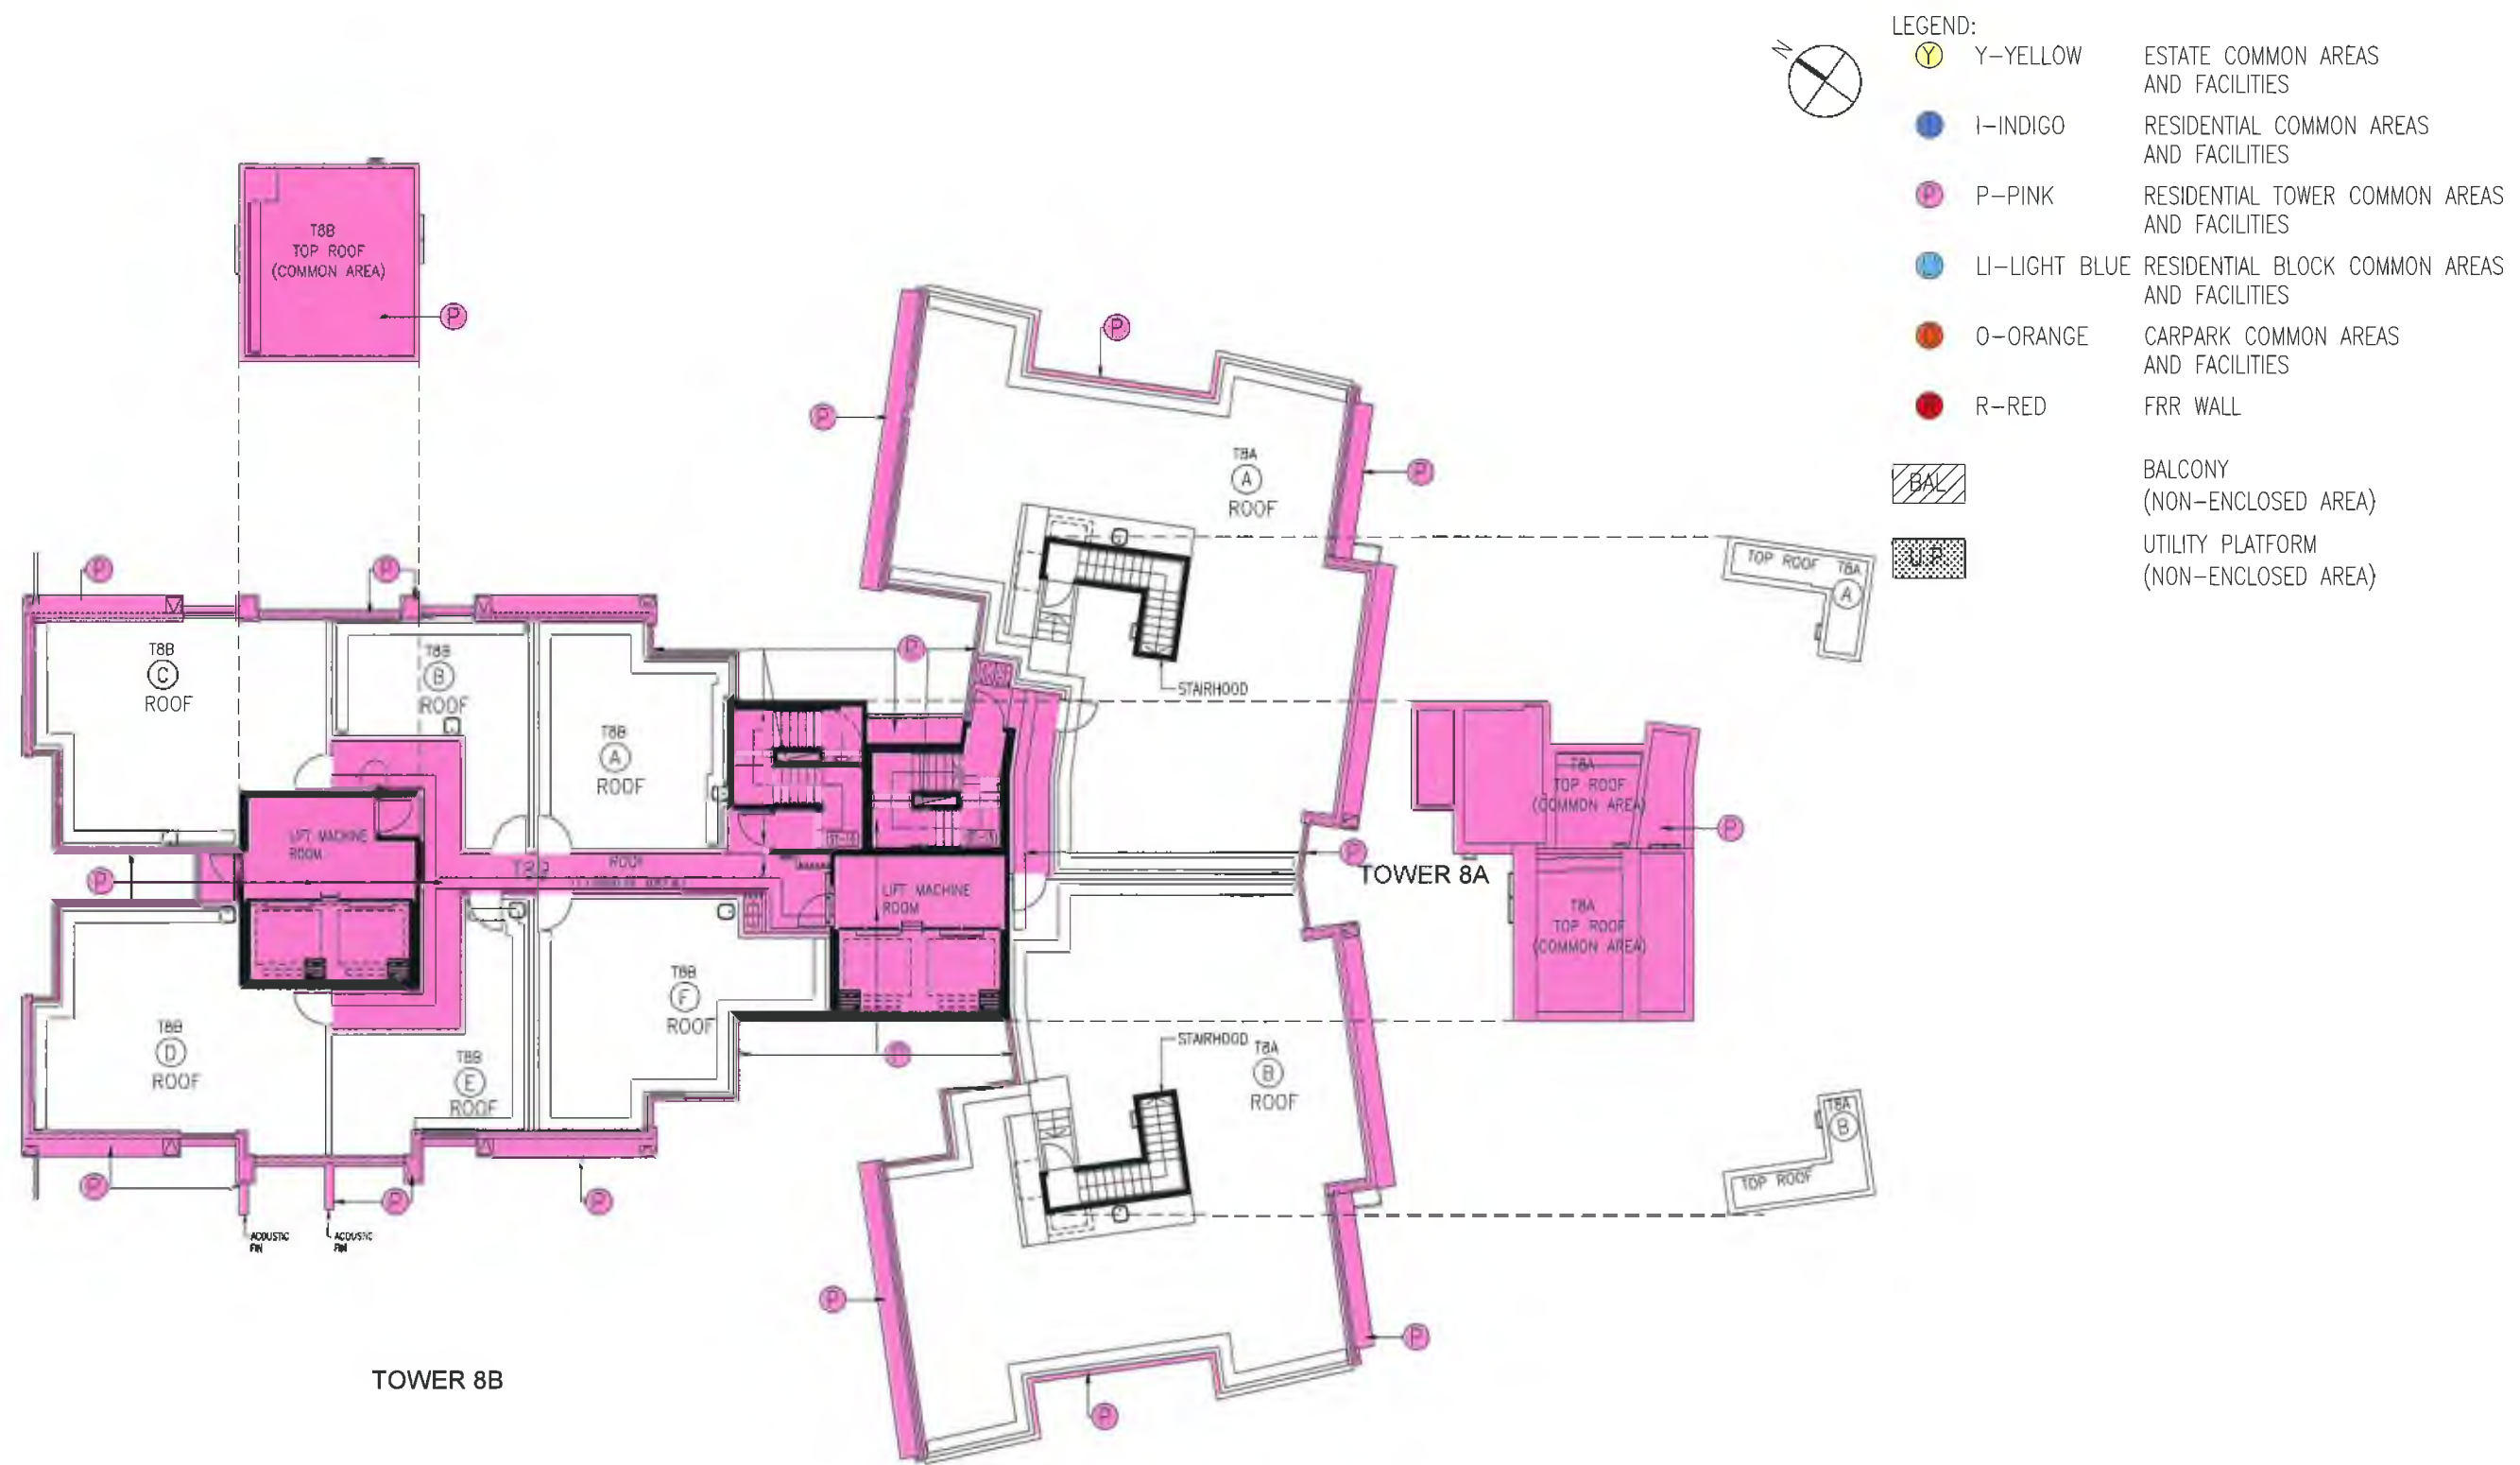 N
LEGEND:
Y Y-YELLOW ESTATE COMMON AREAS
AND FACILITIES
I-INDIGO RESIDENTIAL COMMON AREAS
AND FACILITIES
P P-PINK RESIDENTIAL TOWER COMMON AREAS
AND FACILITIES
LI-LIGHT BLUE RESIDENTIAL BLOCK COMMON AREAS
AND FACILITIES
O-ORANGE CARPARK COMMON AREAS
AND FACILITIES
R-RED FRR WALL
BAL BALCONY
(NON-ENCLOSED AREA)
U.P. UTILITY PLATFORM
(NON-ENCLOSED AREA)
T8B
TOP ROOF
(COMMON AREA)
P
P
P
P
T8A
A
ROOF
TOP ROOF T8A
A
P
P
P
T8B
C
ROOF
T8B
B
ROOF
T8B
A
ROOF
STAIRHOOD
T8A
TOP ROOF
(COMMON AREA)
P
LIFT MACHINE
ROOM
P
T8B ROOF
P
TOWER 8A
LIFT MACHINE
ROOM
T8A
TOP ROOF
(COMMON AREA)
T8B
F
ROOF
T8B
D
ROOF
T8B
E
ROOF
STAIRHOOD
T8A
B
ROOF
T8A
B
TOP ROOF
P
P
P
ACOUSTIC
FIN
ACOUSTIC
FIN
P
P
P
TOWER 8B